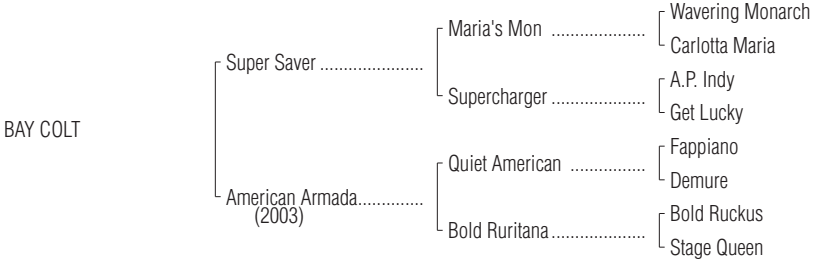 Wavering Monarch
Maria's Mon ....................
Carlotta Maria
Super Saver ......................
A.P. Indy
Supercharger ....................
Get Lucky
BAY COLT
Fappiano
Quiet American ................
Demure
American Armada..............
(2003)
Bold Ruckus
Bold Ruritana....................
Stage Queen